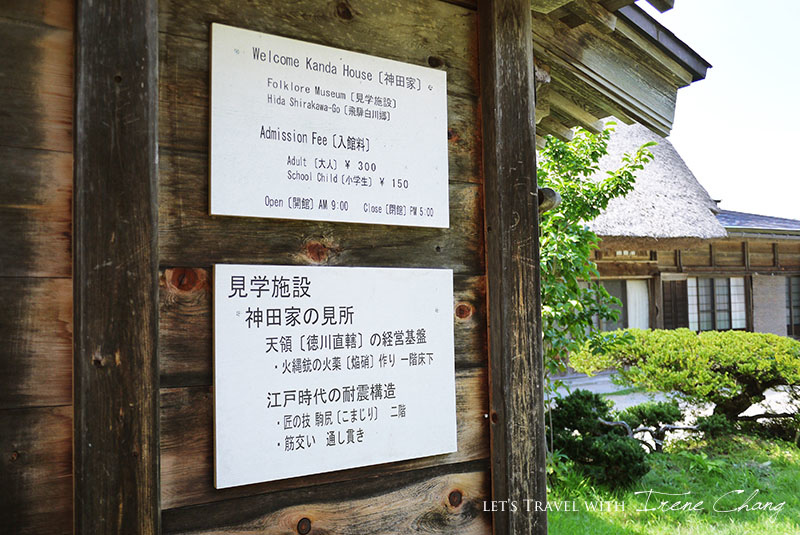 Welcome Kanda House〔神田家〕
Folklore Museum〔見学施設〕
Hida Shirakawa-Go〔飛騨白川郷〕
Admission Fee〔入館料〕
Adult〔大人〕 ¥ 300
School Child〔小学生〕 ¥ 150
Open〔開館〕AM 9:00 Close〔閉館〕PM 5:00
見学施設
神田家の見所
天領〔徳川直轄〕の経営基盤
・火縄銃の火薬〔焔硝〕作り 一階床下
江戸時代の耐震構造
・匠の技 駒尻〔こまじり〕 二階
・筋交い 通し貫き
LET'S TRAVEL WITH Irene Chang